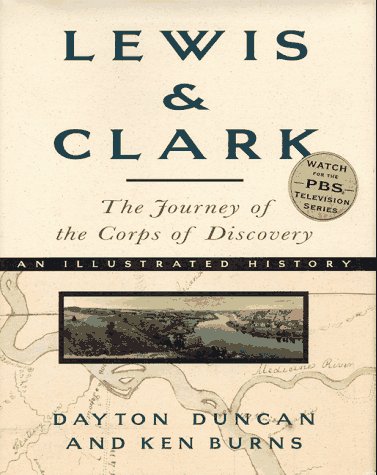 LEWIS
&
CLARK
WATCH
FOR THE
PBS
TELEVISION
SERIES
The Journey of
the Corps of Discovery
AN ILLUSTRATED HISTORY
Medicine River
DAYTON DUNCAN
AND KEN BURNS